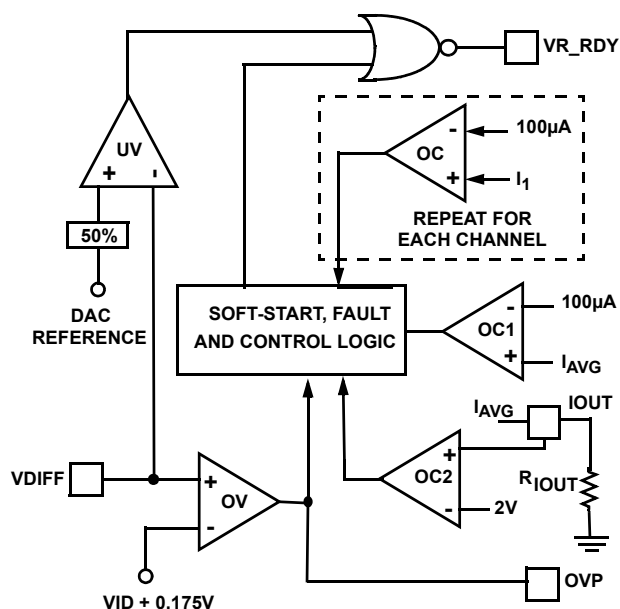 VR_RDY
UV
+ -
50%
DAC
REFERENCE
- 100µA
OC
+ I1
REPEAT FOR
EACH CHANNEL
SOFT-START, FAULT
AND CONTROL LOGIC
- 100µA
OC1
+ IAVG
IAVG IOUT
+
OC2
- 2V
RIOUT
VDIFF
+
OV
-
VID + 0.175V
OVP